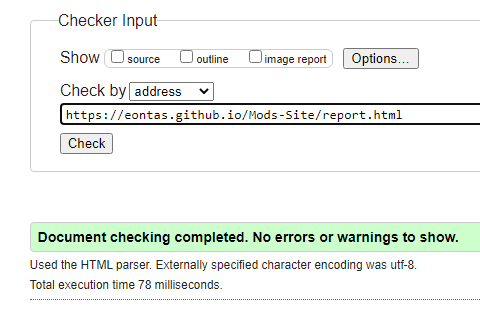 Checker Input
Show source outline image report Options...
Check by address
https://eontas.github.io/Mods-Site/report.html
Check
Document checking completed. No errors or warnings to show.
Used the HTML parser. Externally specified character encoding was utf-8.
Total execution time 78 milliseconds.